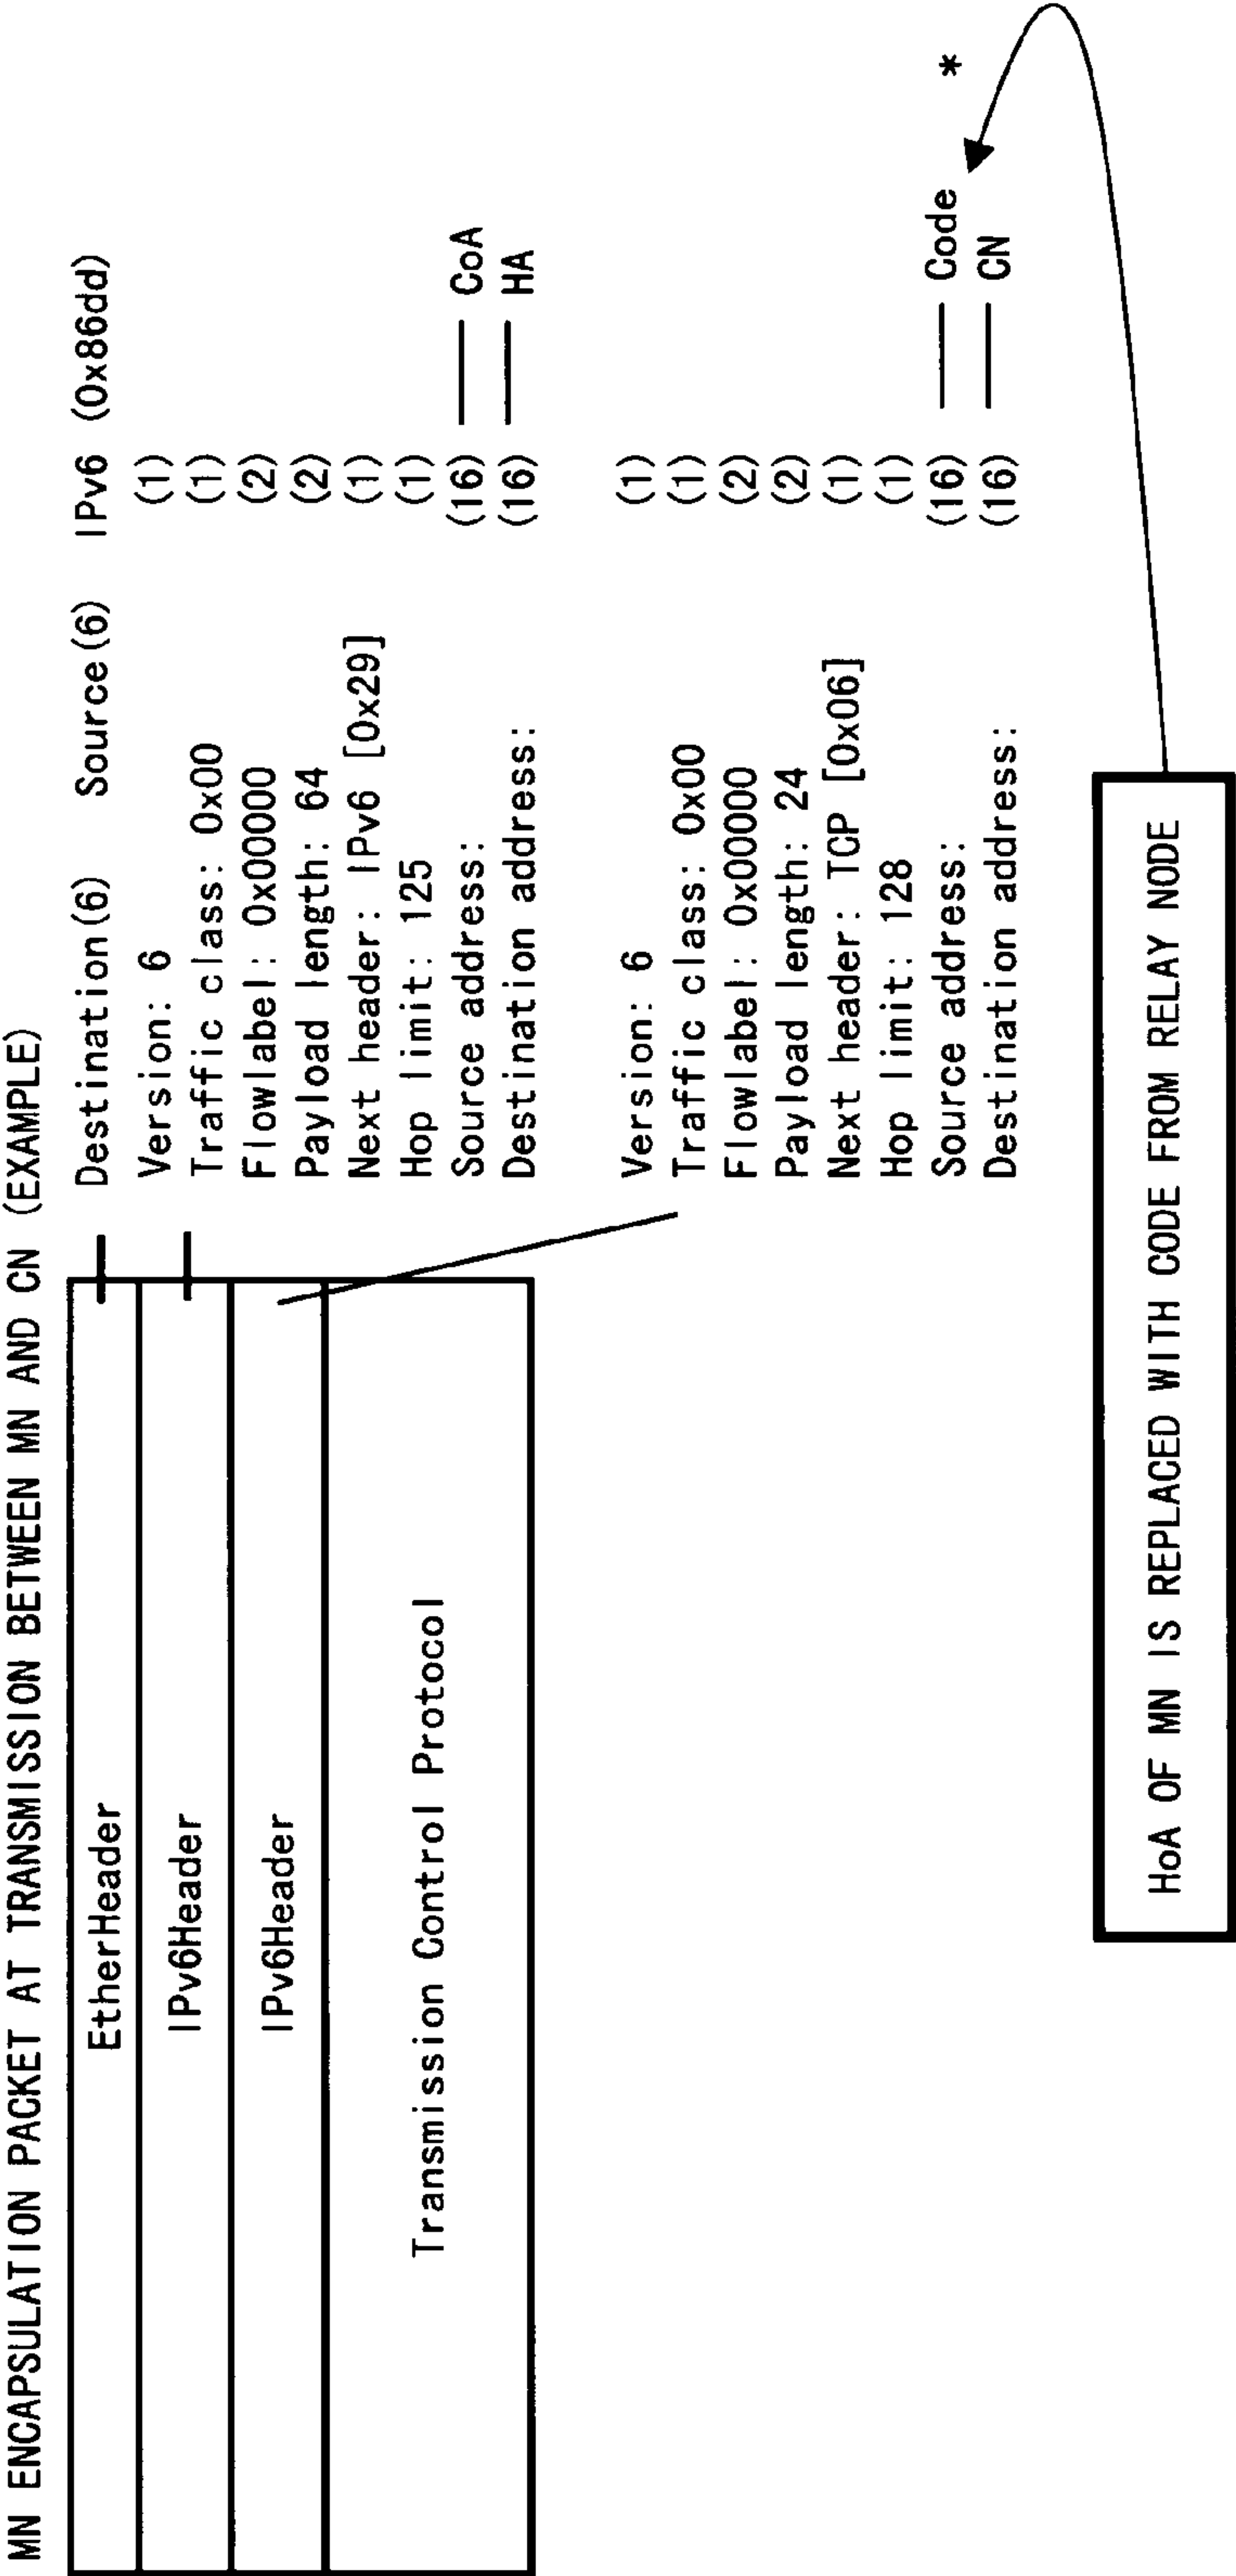 MN ENCAPSULATION PACKET AT TRANSMISSION BETWEEN MN AND CN (EXAMPLE)
EtherHeader
IPv6Header
IPv6Header
Transmission Control Protocol
Destination(6) Source(6) IPv6 (0x86dd)
Version: 6 (1)
Traffic class: 0x00 (1)
Flowlabel: 0x00000 (2)
Payload length: 64 (2)
Next header: IPv6 [0x29] (1)
Hop limit: 125 (1)
Source address: (16) CoA
Destination address: (16) HA
Version: 6 (1)
Traffic class: 0x00 (1)
Flowlabel: 0x00000 (2)
Payload length: 24 (2)
Next header: TCP [0x06] (1)
Hop limit: 128 (1)
Source address: (16) Code *
Destination address: (16) CN
HoA OF MN IS REPLACED WITH CODE FROM RELAY NODE